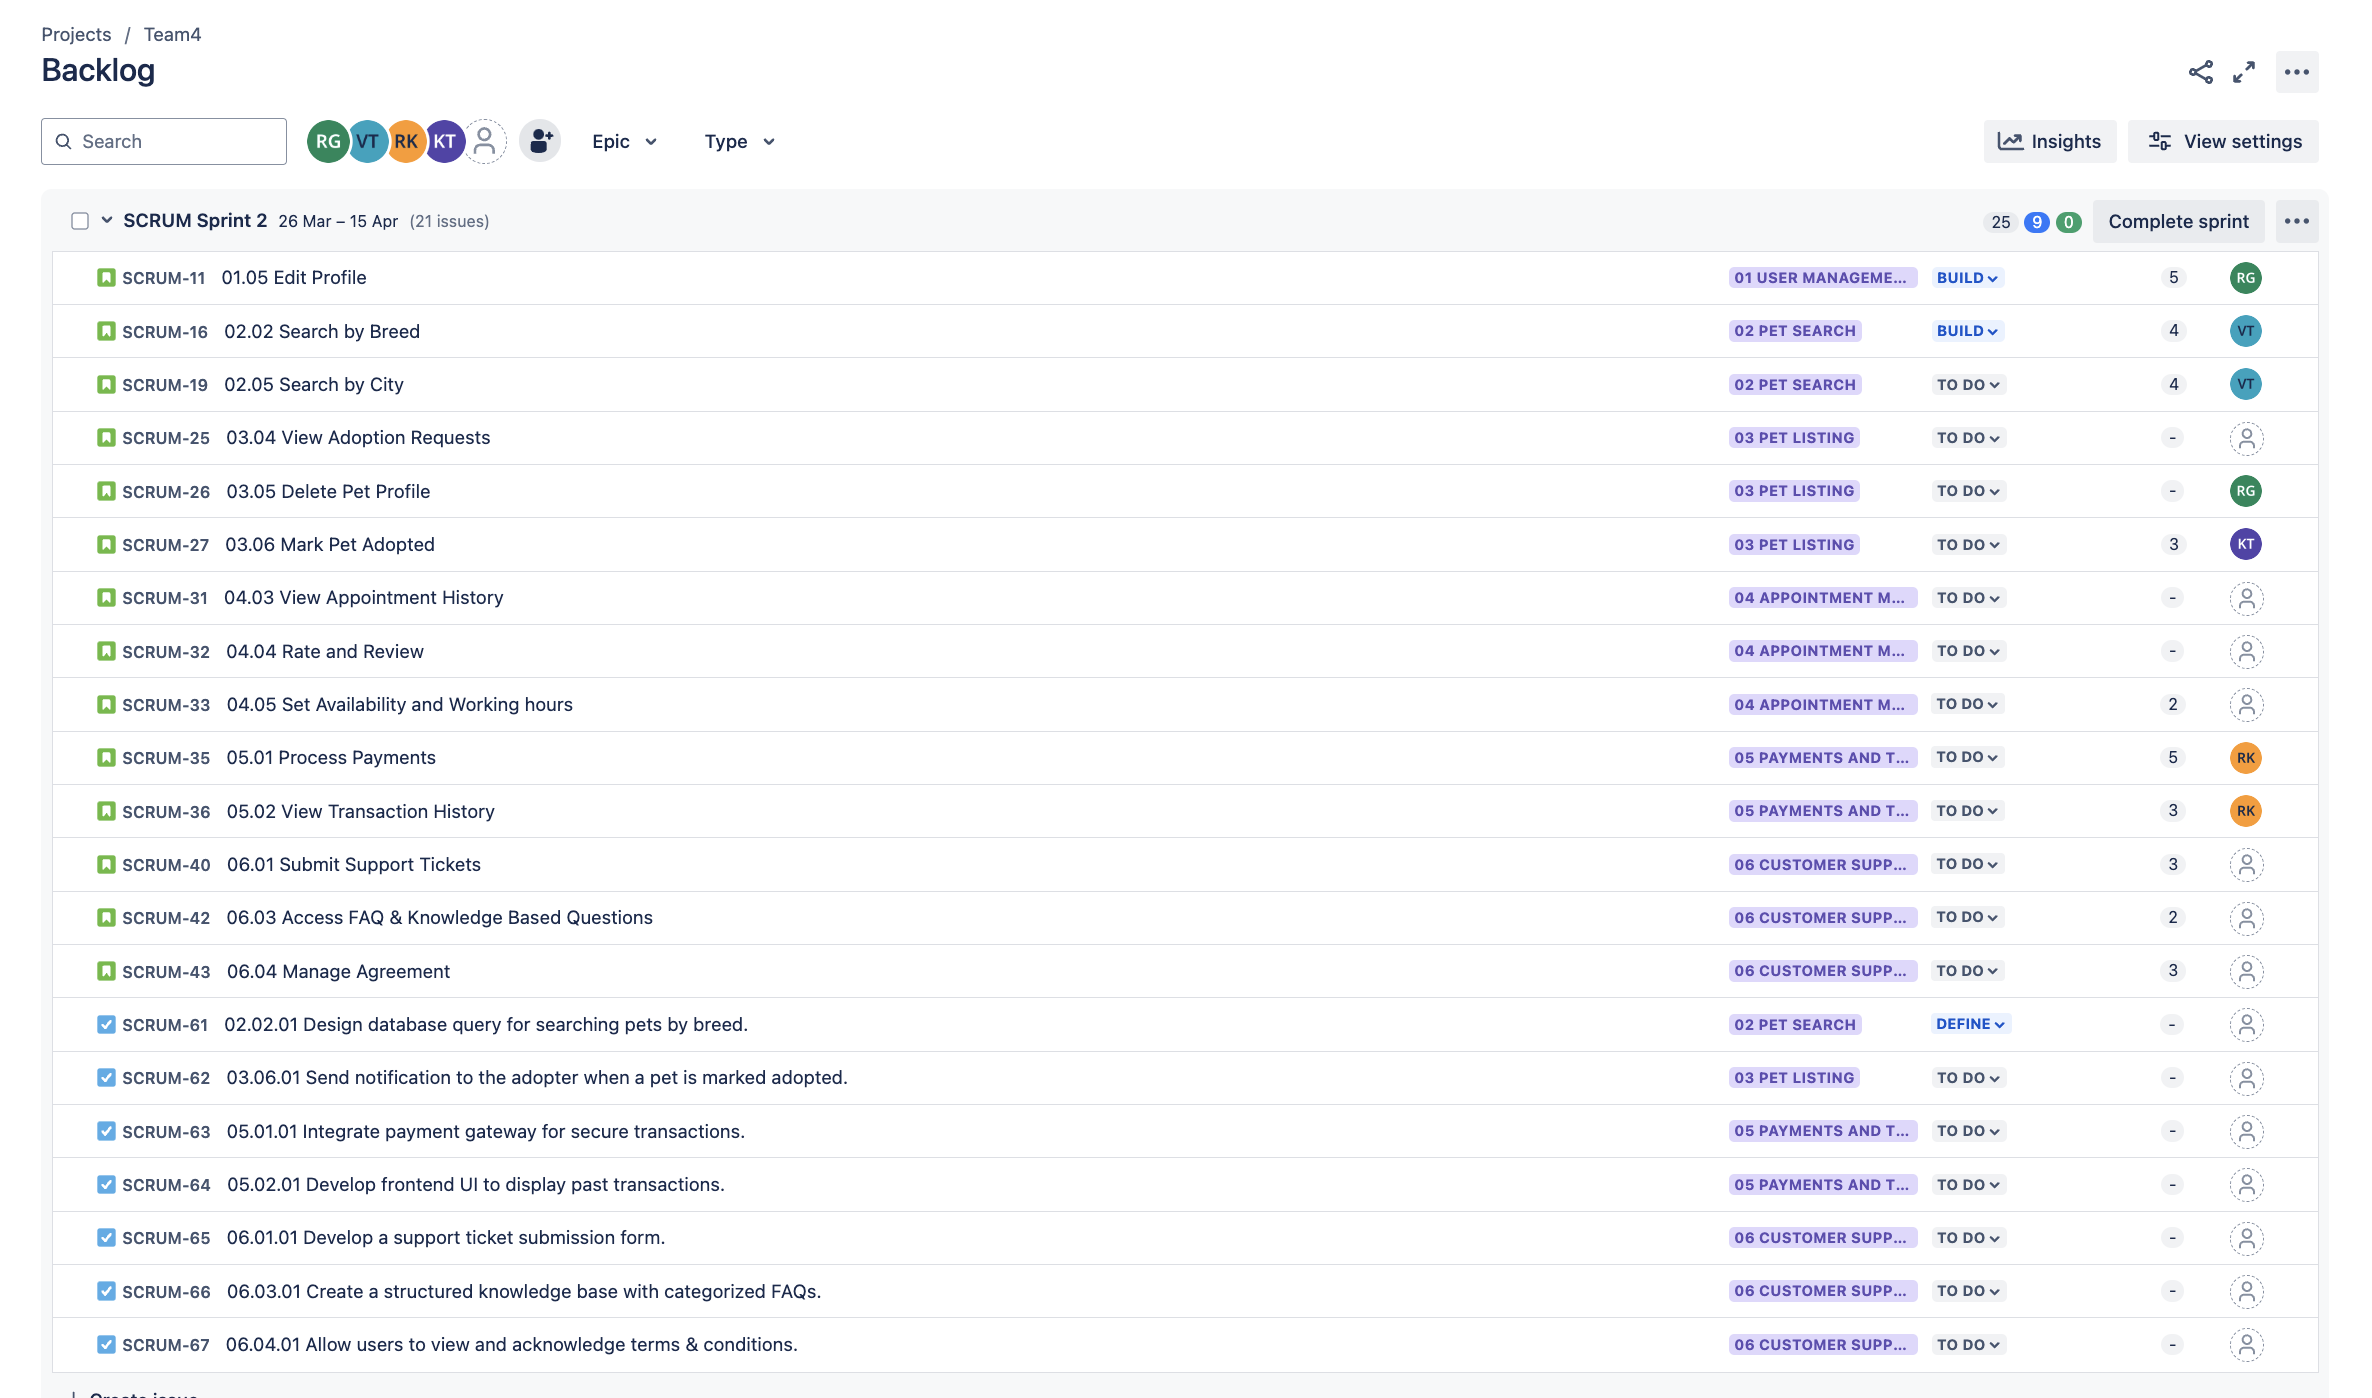 Projects / Team4
Backlog
Search RG VT RK KT Epic Type Insights View settings
SCRUM Sprint 2 26 Mar – 15 Apr (21 issues) 25 9 0 Complete sprint
SCRUM-11 01.05 Edit Profile 01 USER MANAGEME... BUILD 5 RG
SCRUM-16 02.02 Search by Breed 02 PET SEARCH BUILD 4 VT
SCRUM-19 02.05 Search by City 02 PET SEARCH TO DO 4 VT
SCRUM-25 03.04 View Adoption Requests 03 PET LISTING TO DO -
SCRUM-26 03.05 Delete Pet Profile 03 PET LISTING TO DO - RG
SCRUM-27 03.06 Mark Pet Adopted 03 PET LISTING TO DO 3 KT
SCRUM-31 04.03 View Appointment History 04 APPOINTMENT M... TO DO -
SCRUM-32 04.04 Rate and Review 04 APPOINTMENT M... TO DO -
SCRUM-33 04.05 Set Availability and Working hours 04 APPOINTMENT M... TO DO 2
SCRUM-35 05.01 Process Payments 05 PAYMENTS AND T... TO DO 5 RK
SCRUM-36 05.02 View Transaction History 05 PAYMENTS AND T... TO DO 3 RK
SCRUM-40 06.01 Submit Support Tickets 06 CUSTOMER SUPP... TO DO 3
SCRUM-42 06.03 Access FAQ & Knowledge Based Questions 06 CUSTOMER SUPP... TO DO 2
SCRUM-43 06.04 Manage Agreement 06 CUSTOMER SUPP... TO DO 3
SCRUM-61 02.02.01 Design database query for searching pets by breed. 02 PET SEARCH DEFINE -
SCRUM-62 03.06.01 Send notification to the adopter when a pet is marked adopted. 03 PET LISTING TO DO -
SCRUM-63 05.01.01 Integrate payment gateway for secure transactions. 05 PAYMENTS AND T... TO DO -
SCRUM-64 05.02.01 Develop frontend UI to display past transactions. 05 PAYMENTS AND T... TO DO -
SCRUM-65 06.01.01 Develop a support ticket submission form. 06 CUSTOMER SUPP... TO DO -
SCRUM-66 06.03.01 Create a structured knowledge base with categorized FAQs. 06 CUSTOMER SUPP... TO DO -
SCRUM-67 06.04.01 Allow users to view and acknowledge terms & conditions. 06 CUSTOMER SUPP... TO DO -